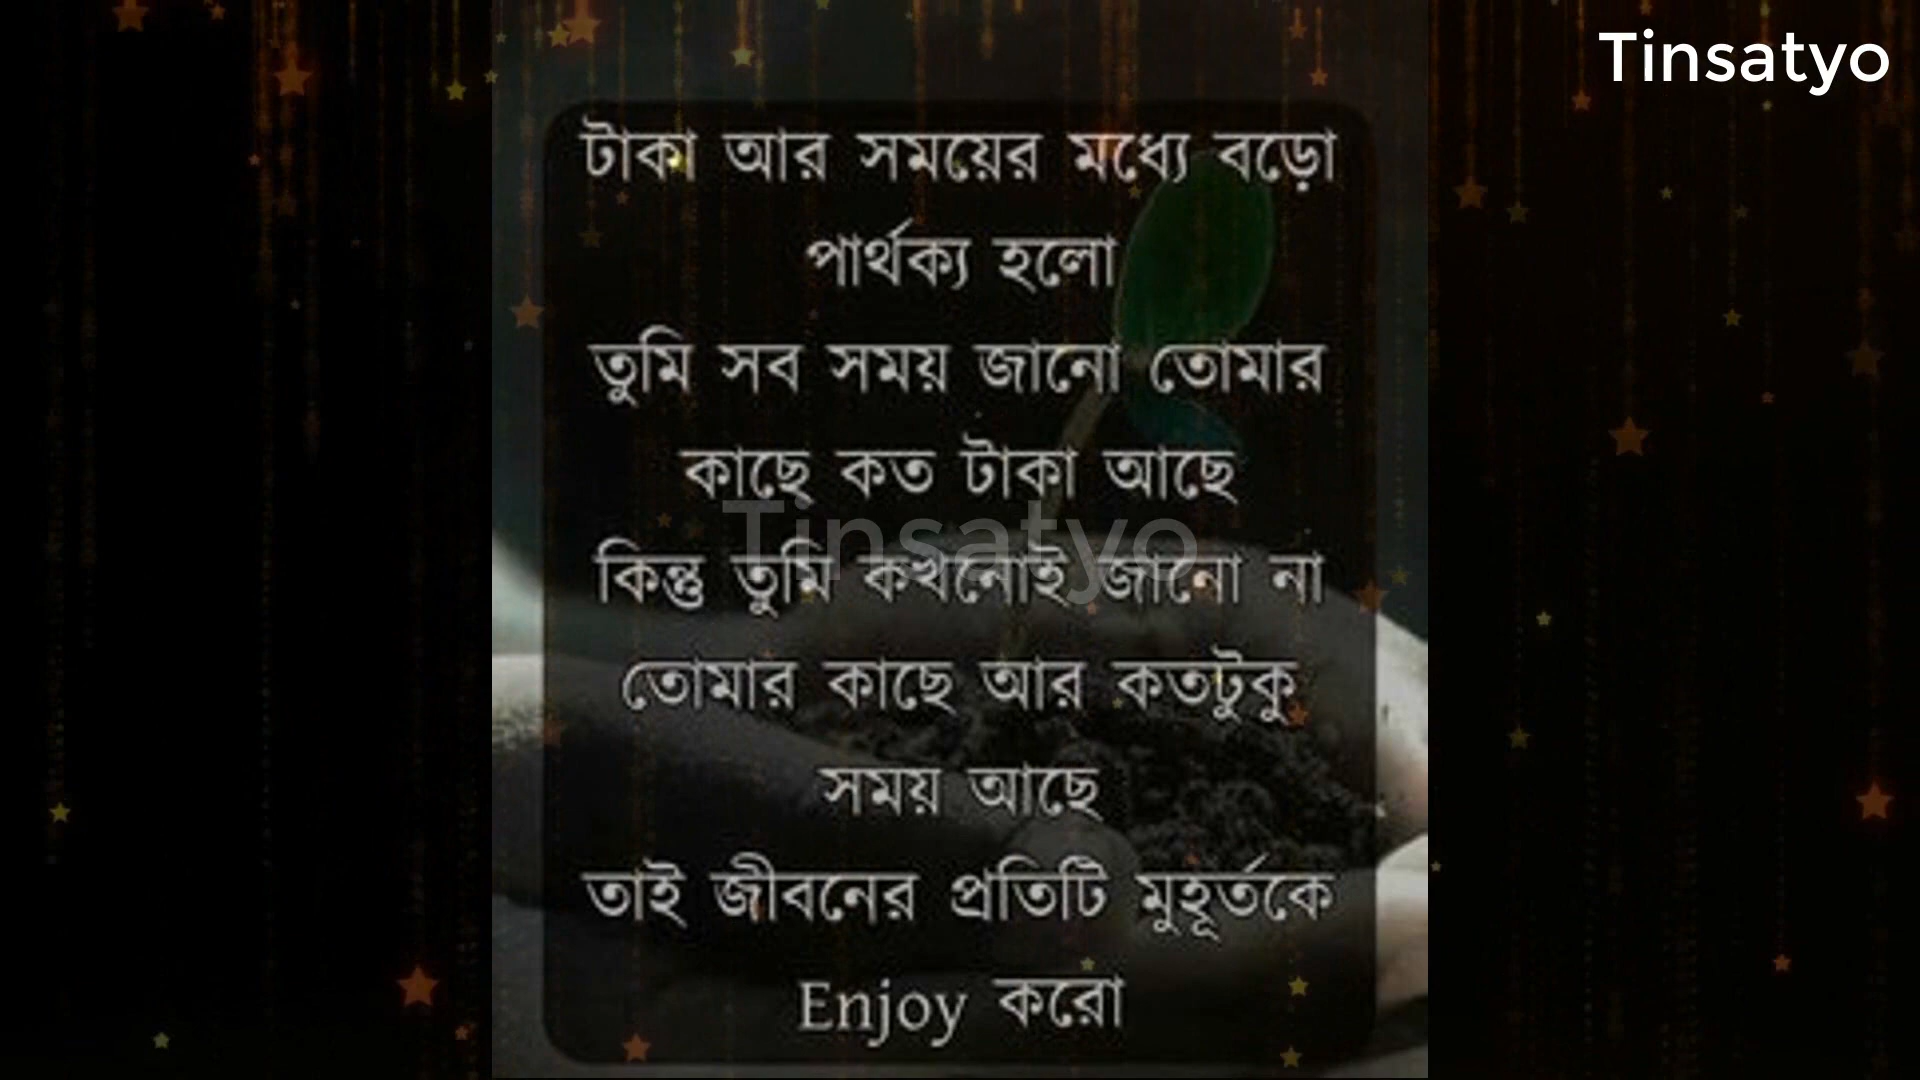 Tinsatyo
টাকা আর সময়ের মধ্যে বড়ো
পার্থক্য হলো
তুমি সব সময় জানো তোমার
কাছে কত টাকা আছে
Tinsatyo
কিন্তু তুমি কখনোই জানো না
তোমার কাছে আর কতটুকু
সময় আছে
তাই জীবনের প্রতিটি মুহূর্তকে
Enjoy করো